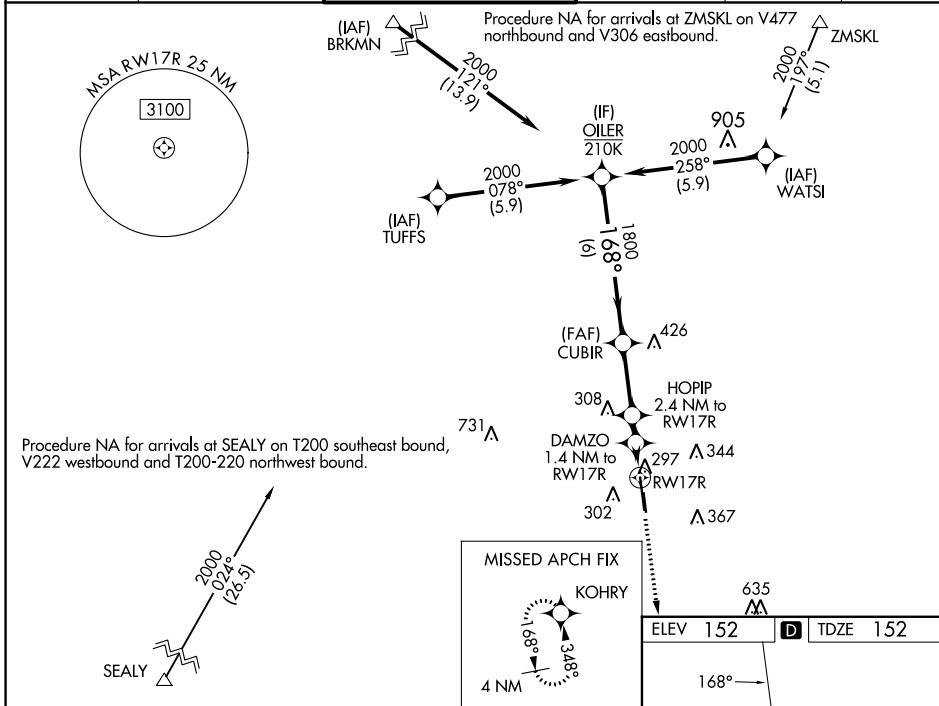 (IAF)
BRKMN
Procedure NA for arrivals at ZMSKL on V477
northbound and V306 eastbound.
ZMSKL
MSA RW17R 25 NM
3100
2000
121°
(13.9)
2000
197°
(5.1)
(IF)
OILER
210K
905
2000
258°
(5.9)
(IAF)
WATSI
2000
078°
(5.9)
(IAF)
TUFFS
1800
168°
(6)
(FAF)
CUBIR
426
HOPIP
2.4 NM to
RW17R
308
731
DAMZO
1.4 NM to
RW17R
344
297
RW17R
302
367
Procedure NA for arrivals at SEALY on T200 southeast bound,
V222 westbound and T200-220 northwest bound.
2000
024°
(26.5)
SEALY
MISSED APCH FIX
KOHRY
168°
348°
4 NM
635
ELEV 152 D TDZE 152
168°